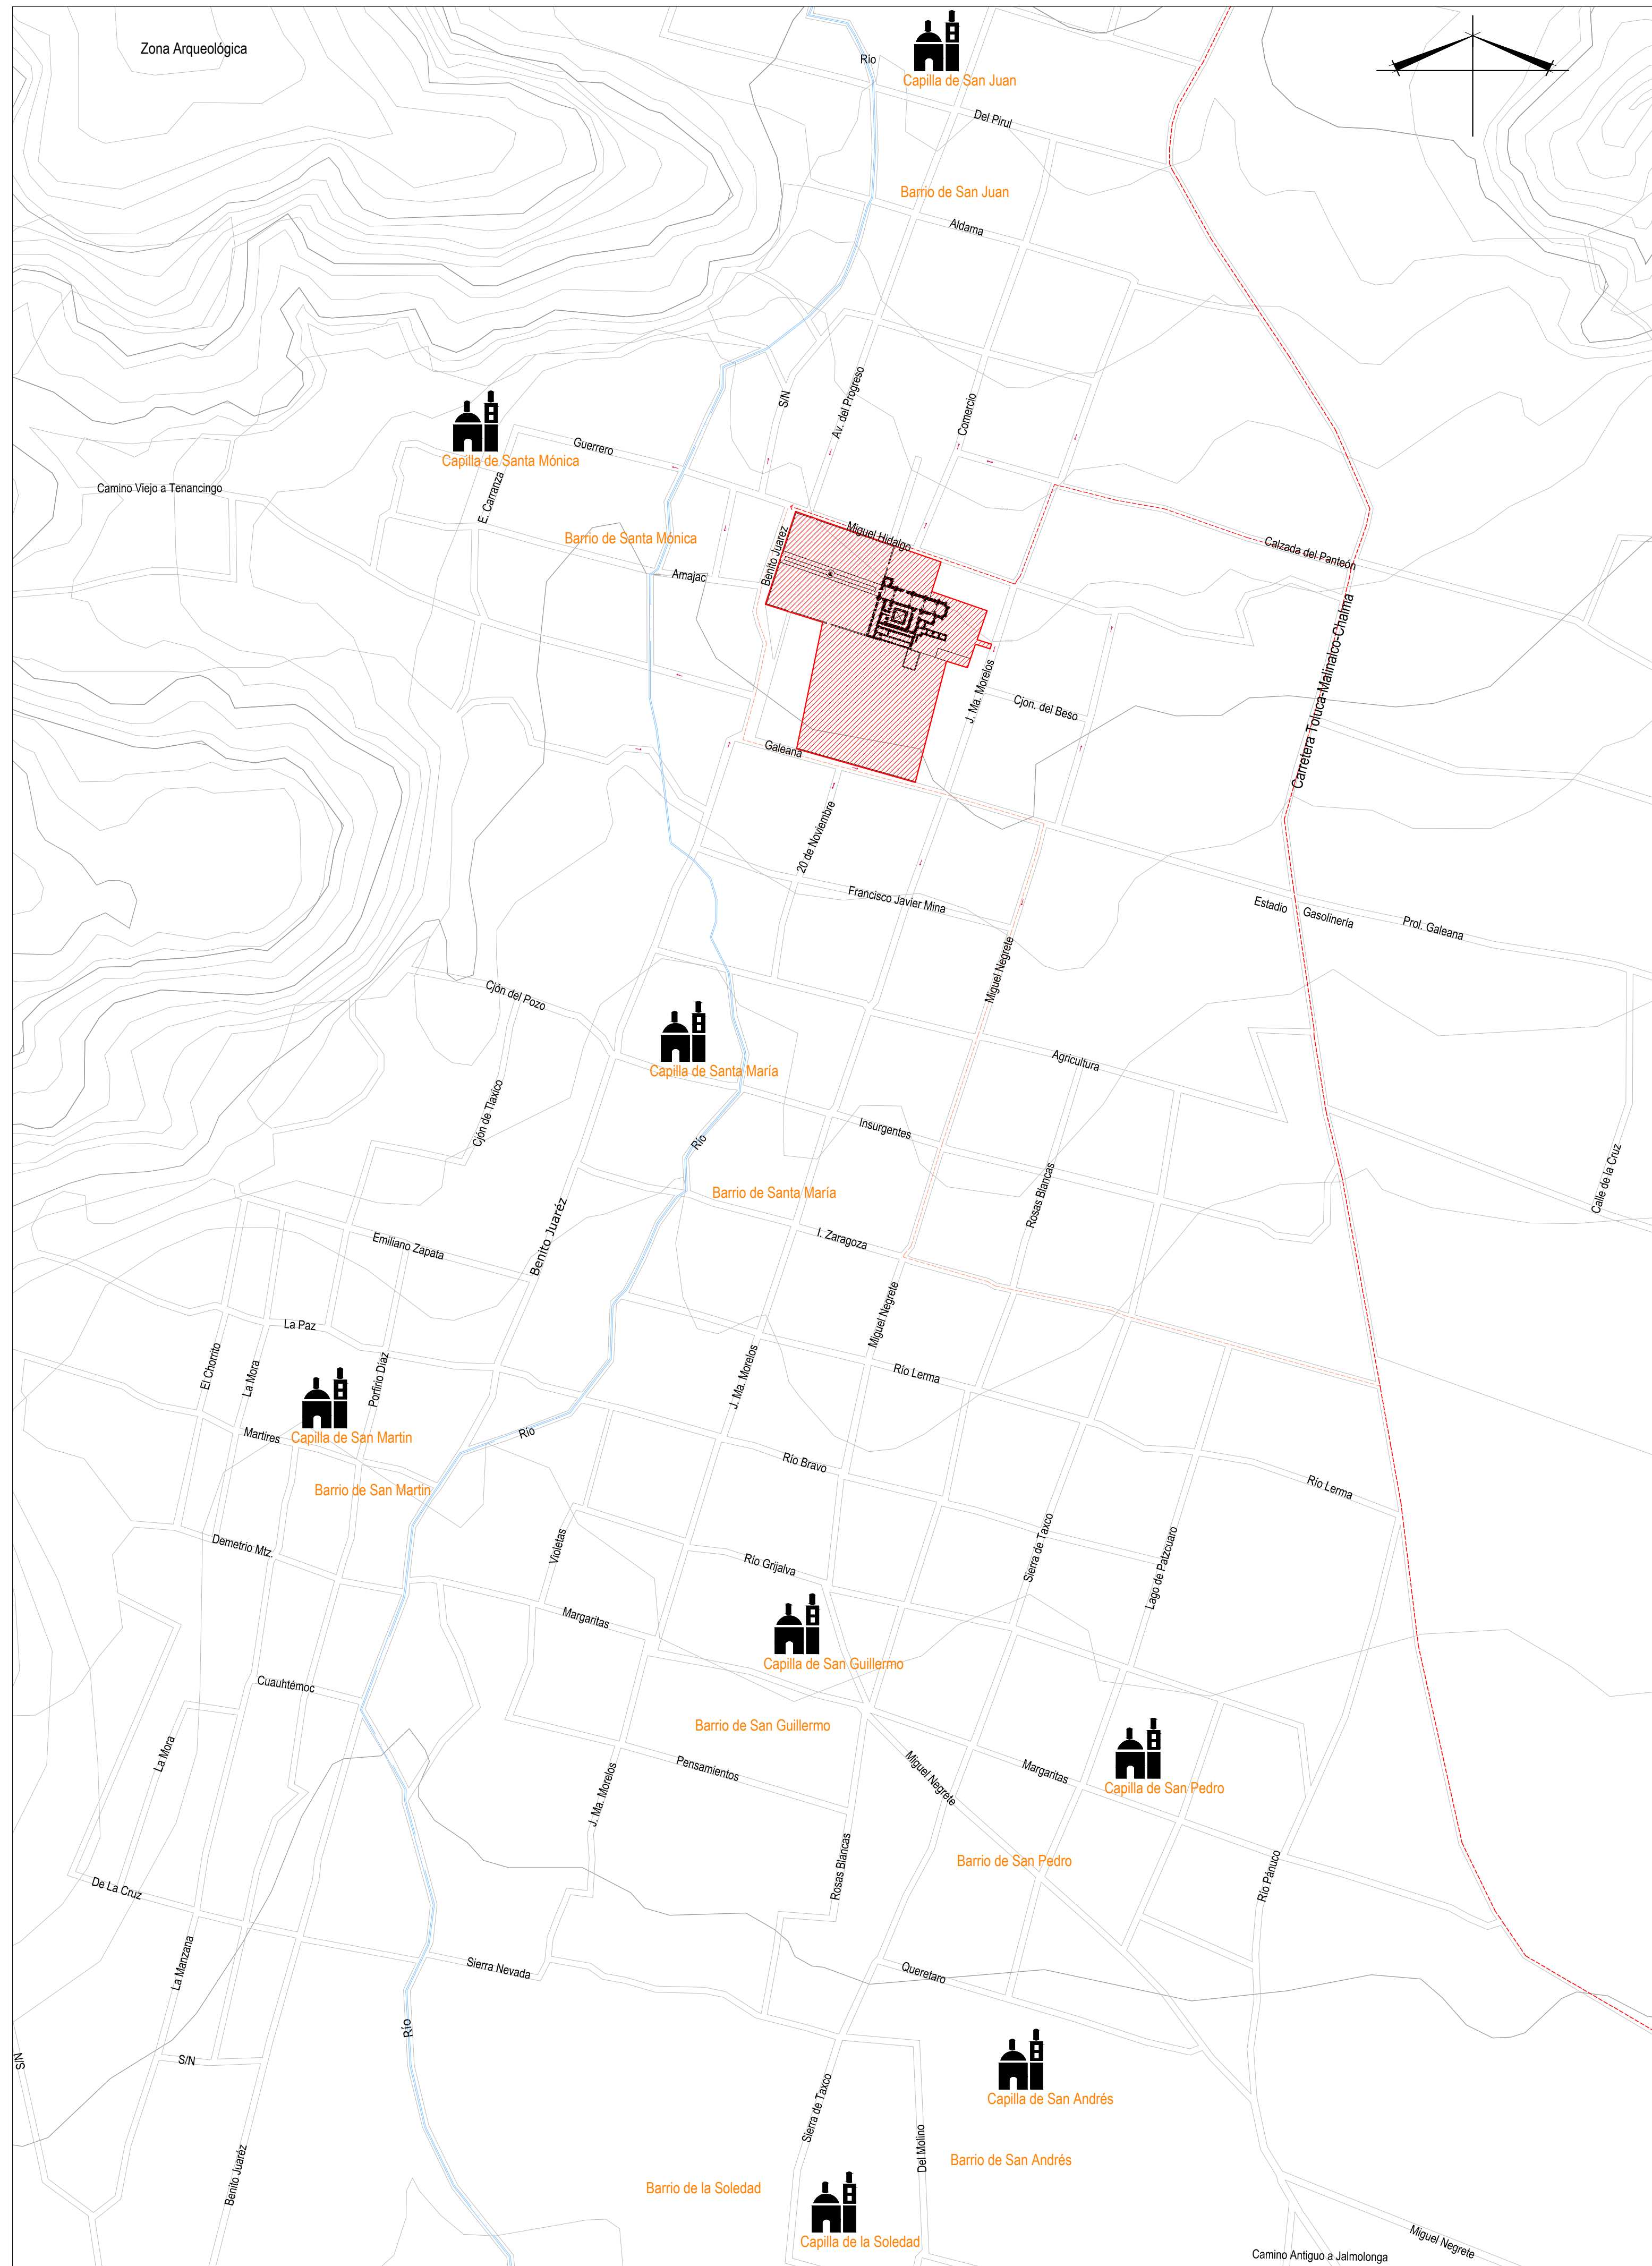 Zona Arqueológica
Río
Capilla de San Juan
Del Pirul
Barrio de San Juan
Aldama
S/N
Av. del Progreso
Comercio
Guerrero
Capilla de Santa Mónica
Camino Viejo a Tenancingo
E. Carranza
Barrio de Santa Mónica
Miguel Hidalgo
Calzada del Panteón
Benito Juarez
Amajac
Carretera Toluca-Malinalco-Chalma
J. Ma. Morelos
Cjon. del Beso
Galeana
20 de Noviembre
Francisco Javier Mina
Estadio
Gasolinería
Prol. Galeana
Miguel Negrete
Cjón del Pozo
Agricultura
Capilla de Santa María
Cjón de Tlaxico
Insurgentes
Río
Calle de la Cruz
Rosas Blancas
Barrio de Santa María
Benito Juaréz
Emiliano Zapata
I. Zaragoza
La Paz
Miguel Negrete
El Chorrito
La Mora
Porfirio Díaz
J. Ma. Morelos
Río Lerma
Martires
Capilla de San Martin
Río
Río Bravo
Río Lerma
Barrio de San Martin
Demetrio Mtz.
Violetas
Río Grijalva
Sierra de Taxco
Lago de Patzcuaro
Margaritas
Capilla de San Guillermo
Cuauhtémoc
Barrio de San Guillermo
La Mora
Pensamientos
Miguel Negrete
Margaritas
Capilla de San Pedro
J. Ma. Morelos
Rosas Blancas
Barrio de San Pedro
Río Pánuco
De La Cruz
La Manzana
Sierra Nevada
Queretaro
Río
S/N
S/N
Capilla de San Andrés
Sierra de Taxco
Del Molino
Barrio de San Andrés
Benito Juaréz
Barrio de la Soledad
Capilla de la Soledad
Miguel Negrete
Camino Antiguo a Jalmolonga